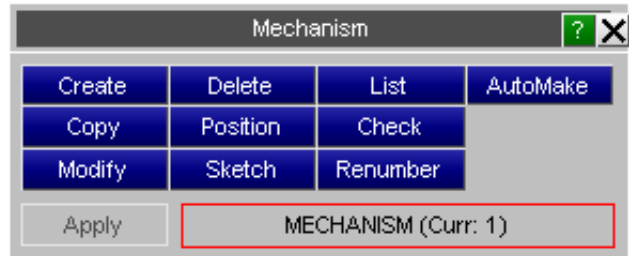 Mechanism ? X
Create Delete List AutoMake
Copy Position Check
Modify Sketch Renumber
Apply MECHANISM (Curr: 1)